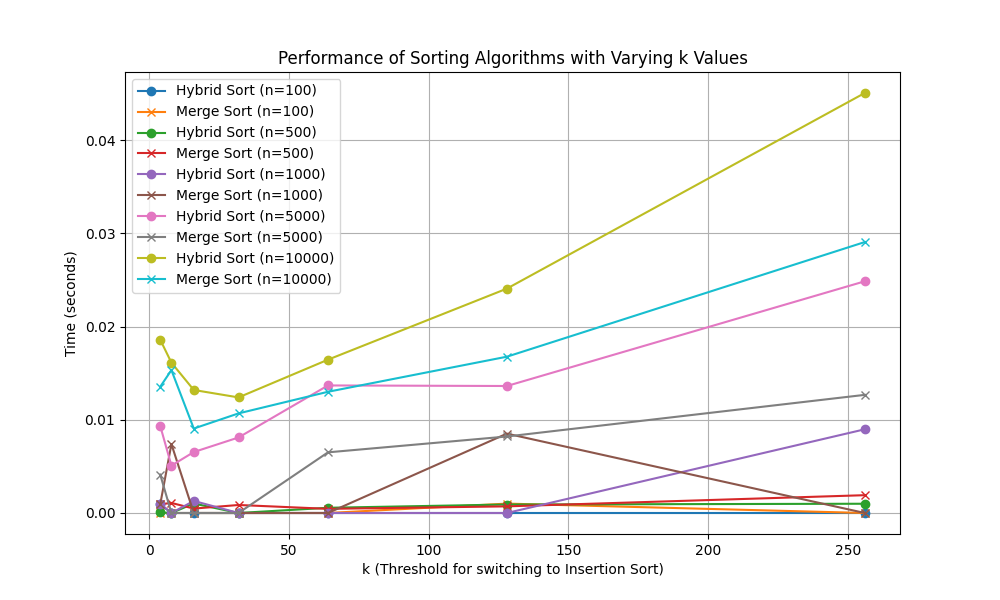 Performance of Sorting Algorithms with Varying k Values
Hybrid Sort (n=100)
Merge Sort (n=100)
Hybrid Sort (n=500)
Merge Sort (n=500)
Hybrid Sort (n=1000)
Merge Sort (n=1000)
Hybrid Sort (n=5000)
Merge Sort (n=5000)
Hybrid Sort (n=10000)
Merge Sort (n=10000)
Time (seconds)
0.04
0.03
0.02
0.01
0.00
0 50 100 150 200 250
k (Threshold for switching to Insertion Sort)